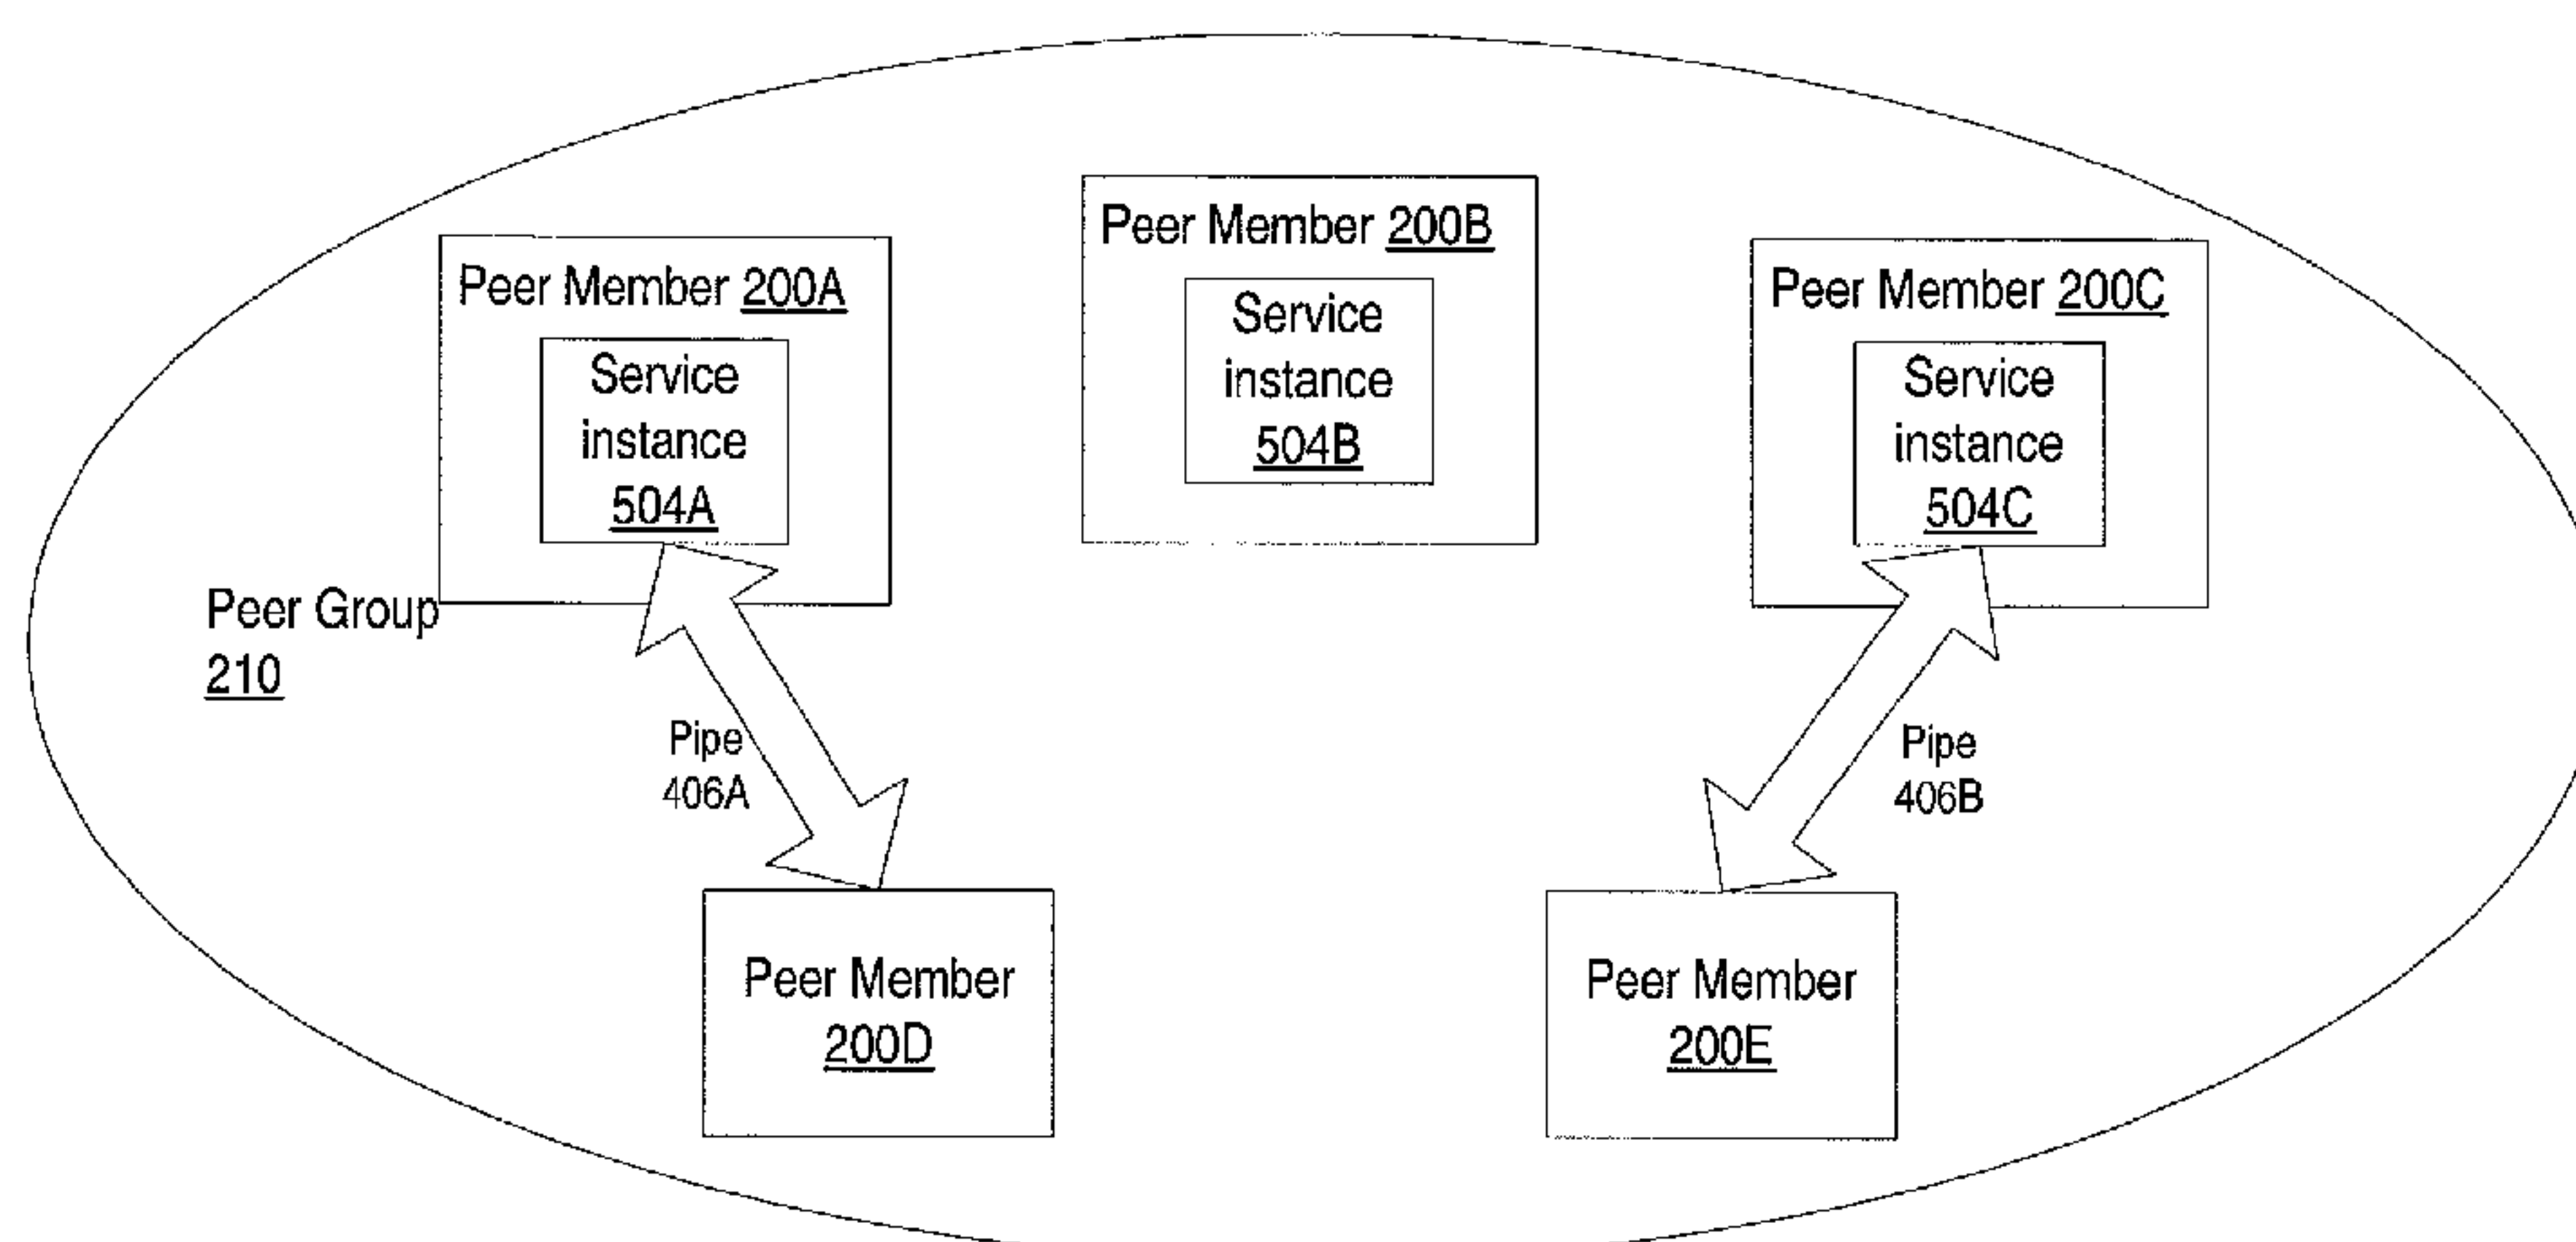 Peer Member 200A
Service
instance
504A
Peer Member 200B
Service
instance
504B
Peer Member 200C
Service
instance
504C
Peer Group
210
Pipe
406A
Pipe
406B
Peer Member
200D
Peer Member
200E